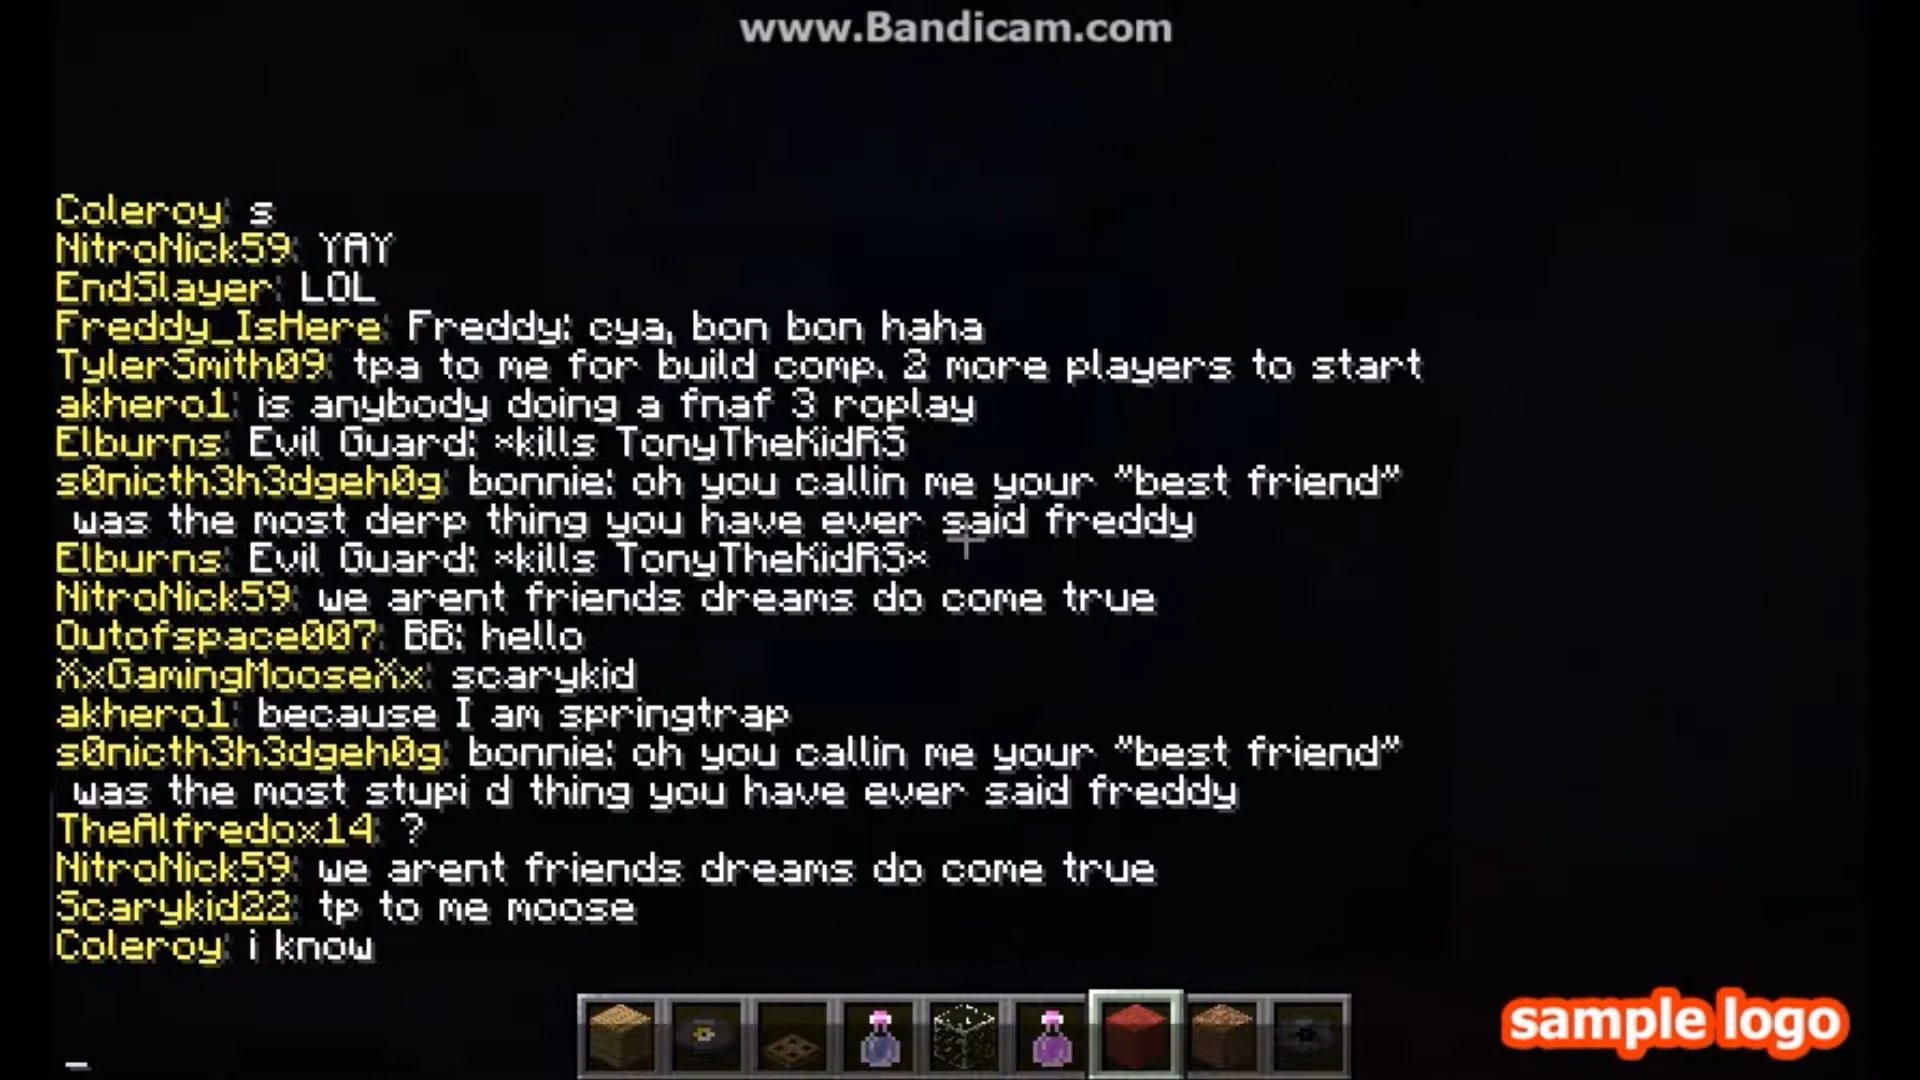 www.Bandicam.com
Coleroy: s
NitroNick59: YAY
EndSlayer: LOL
Freddy_IsHere: Freddy: cya, bon bon haha
TylerSmith09: tpa to me for build comp. 2 more players to start
akhero1: is anybody doing a fnaf 3 roplay
Elburns: Evil Guard: *kills TonyTheKidRS
s0nicth3h3dgeh0g: bonnie: oh you callin me your "best friend"
was the most derp thing you have ever said freddy
Elburns: Evil Guard: *kills TonyTheKidRS*
NitroNick59: we arent friends dreams do come true
Outofspace007: BB: hello
XxGamingMooseXx: scarykid
akhero1: because I am springtrap
s0nicth3h3dgeh0g: bonnie: oh you callin me your "best friend"
was the most stupi d thing you have ever said freddy
TheAlfredox14: ?
NitroNick59: we arent friends dreams do come true
Scarykid22: tp to me moose
Coleroy: i know
_
sample logo